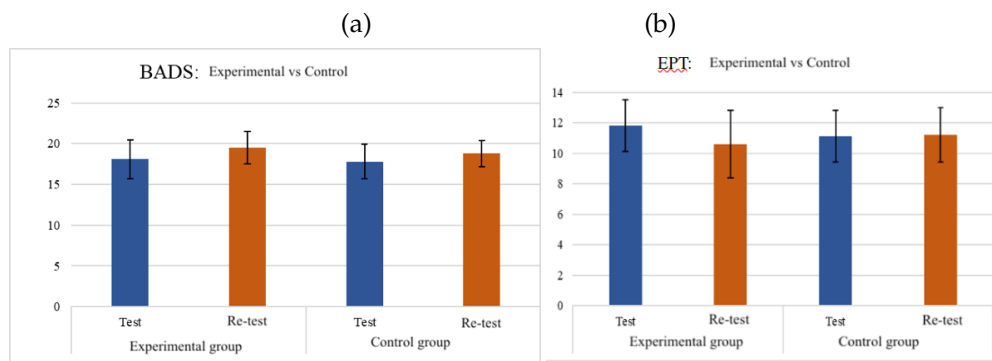 (a)
BADS: Experimental vs Control
25
20
15
10
5
0
Test Re-test Test Re-test
Experimental group Control group
(b)
EPT: Experimental vs Control
14
12
10
8
6
4
2
0
Test Re-test Test Re-test
Experimental group Control group